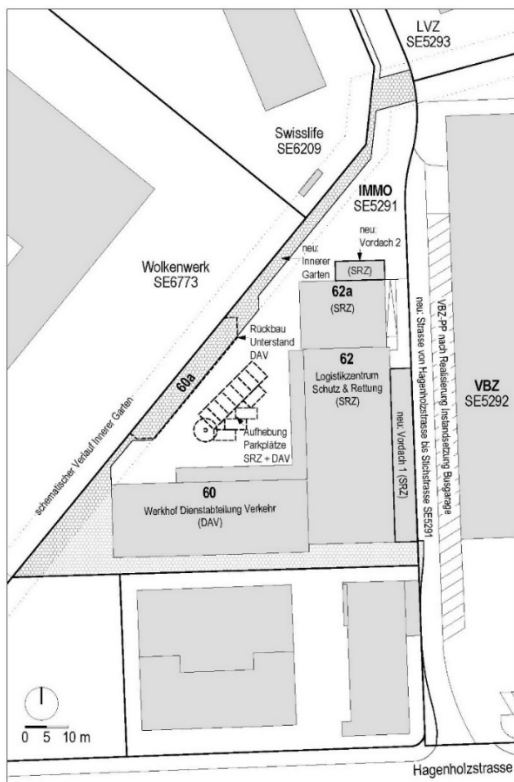 LVZ
SE5293
Swisslife
SE6209
IMMO
SE5291
neu:
Vordach 2
neu:
Innerer
Garten
(SRZ)
Wolkenwerk
SE6773
62a
(SRZ)
Rückbau
Unterstand
DAV
60a
62
Logistikzentrum
Schutz & Rettung
(SRZ)
VBZ
SE5292
VBZ-PP nach Realisierung Instandsetzung Busgarage
neu: Strasse von Hagenholzstrasse bis Stichstrasse SE5291
neu: Vordach 1 (SRZ)
schematischer Verlauf Innerer Garten
Aufhebung
Parkplätze
SRZ + DAV
60
Werkhof Dienstabteilung Verkehr
(DAV)
0 5 10 m
Hagenholzstrasse